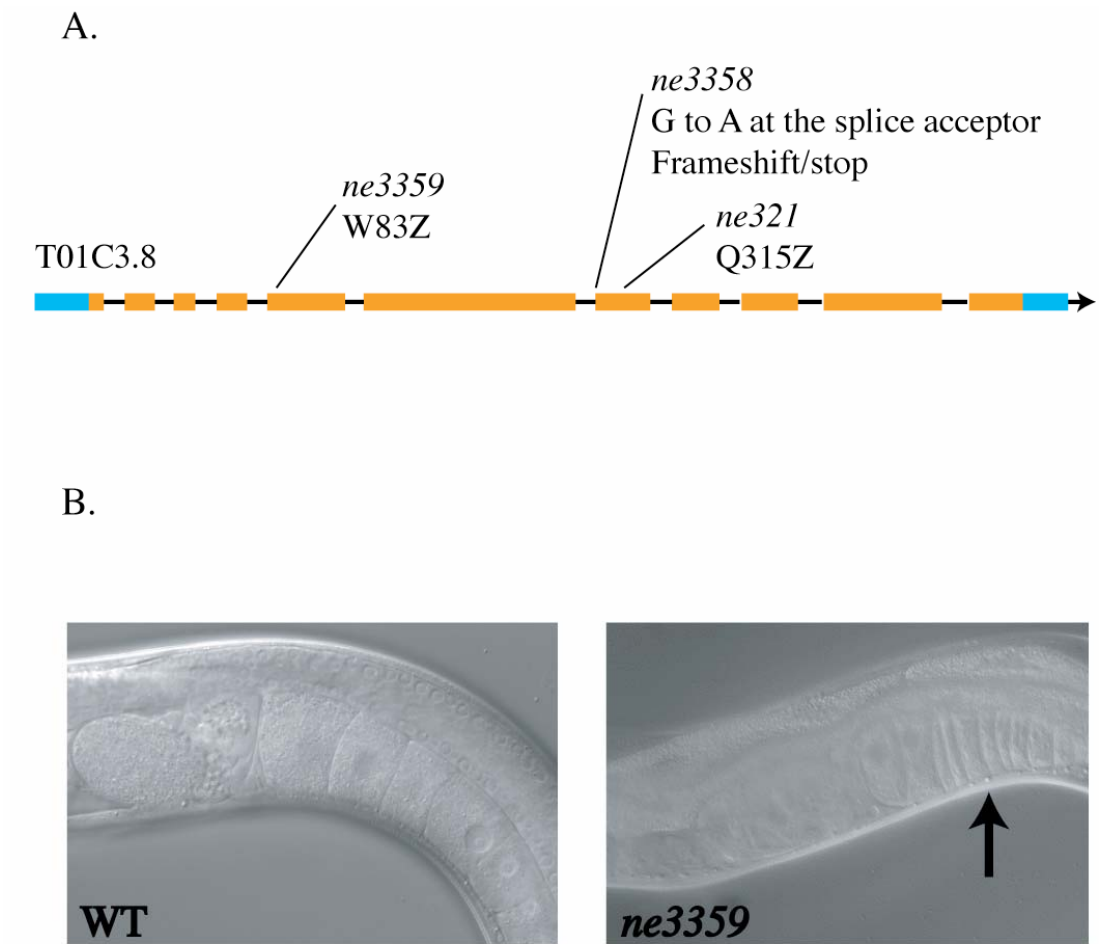 A.
ne3358
G to A at the splice acceptor
Frameshift/stop
ne3359
W83Z
ne321
Q315Z
T01C3.8
B.
WT
ne3359